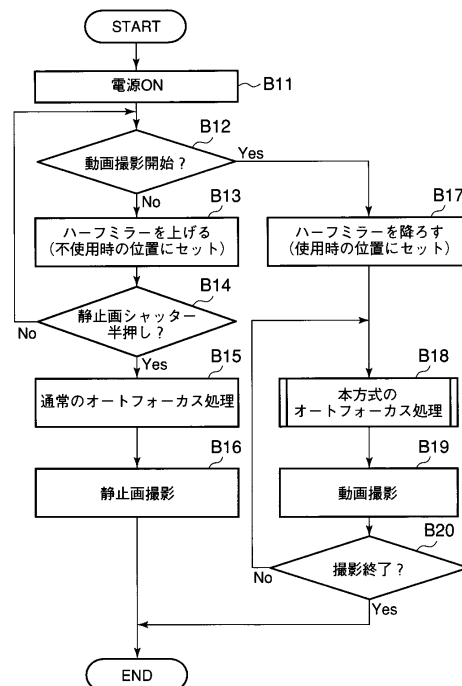 START
電源ON
B11
B12
動画撮影開始？
Yes
No
B13
ハーフミラーを上げる
（不使用時の位置にセット）
B14
静止画シャッター
半押し？
No
Yes
B15
通常のオートフォーカス処理
B16
静止画撮影
B17
ハーフミラーを降ろす
（使用時の位置にセット）
B18
本方式の
オートフォーカス処理
B19
動画撮影
B20
撮影終了？
No
Yes
END